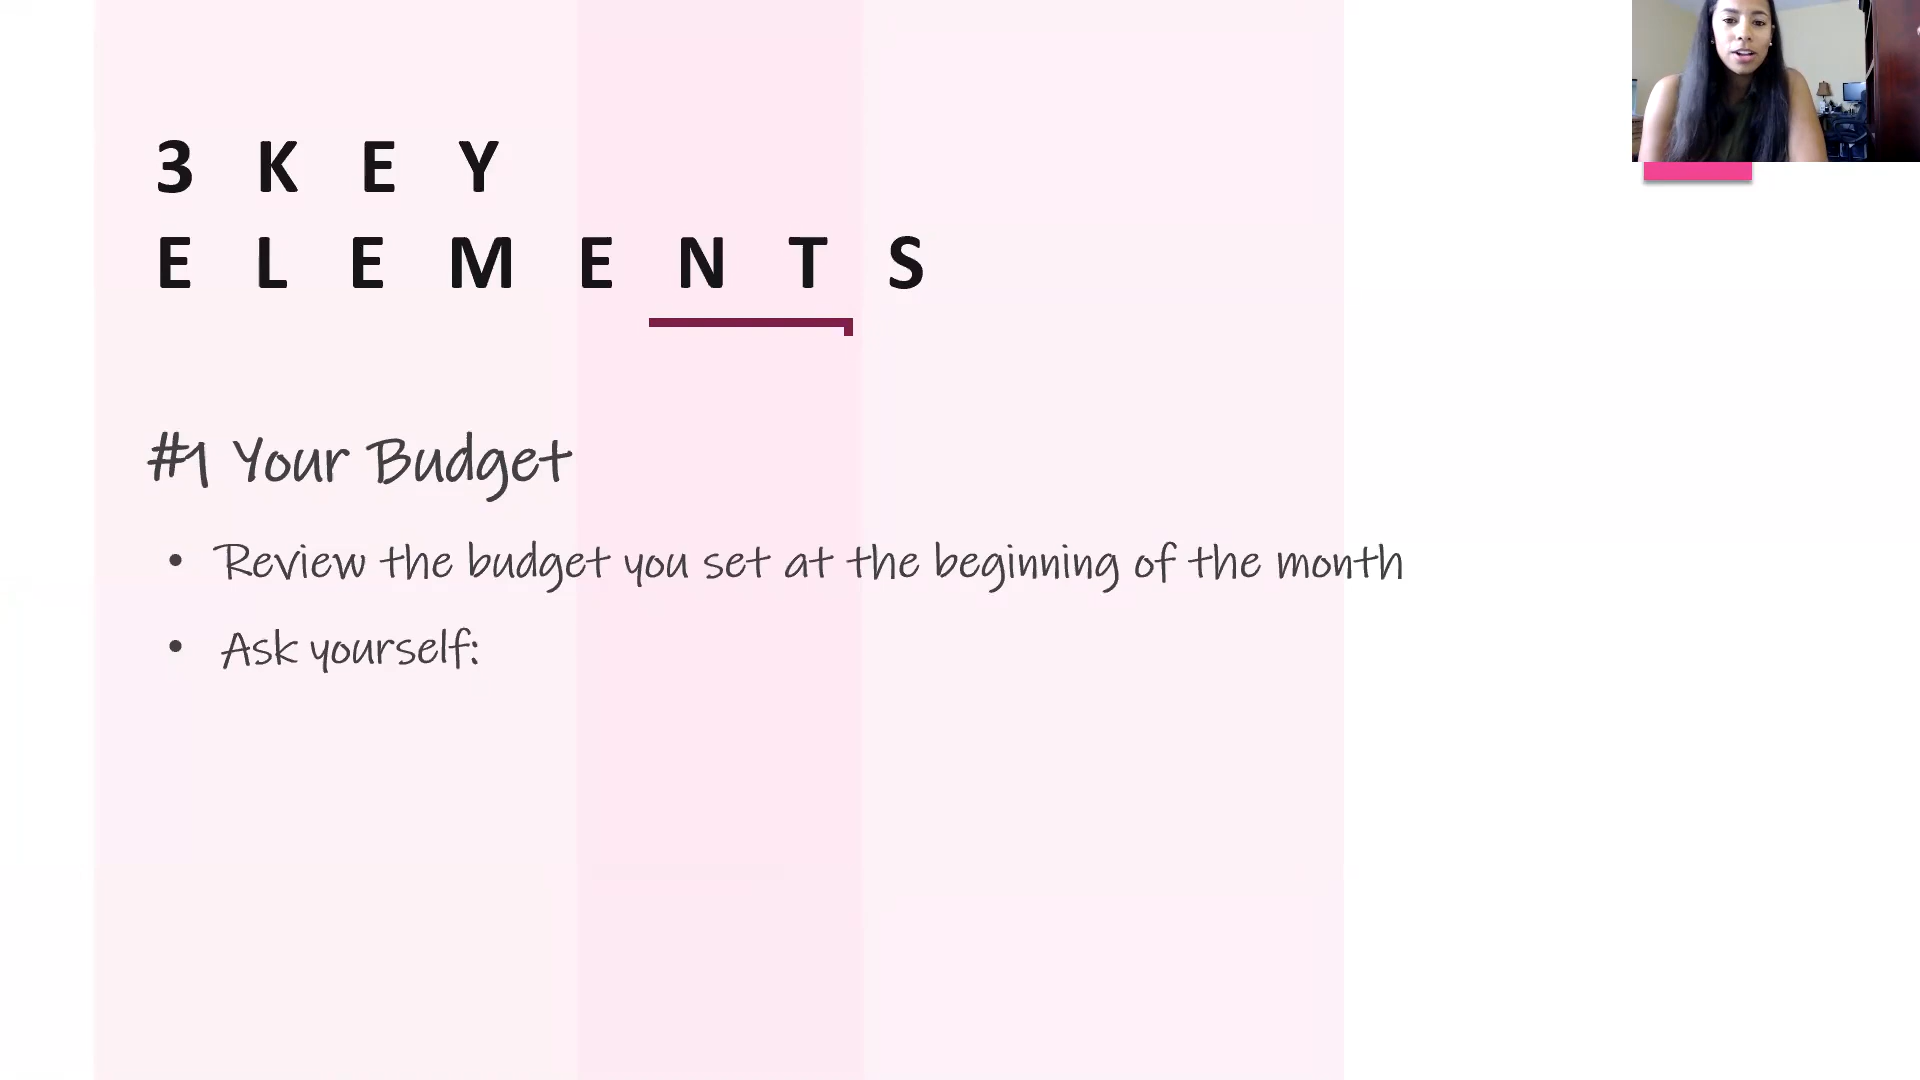 3 KEY
ELEMENTS
#1 Your Budget
• Review the budget you set at the beginning of the month
• Ask yourself: